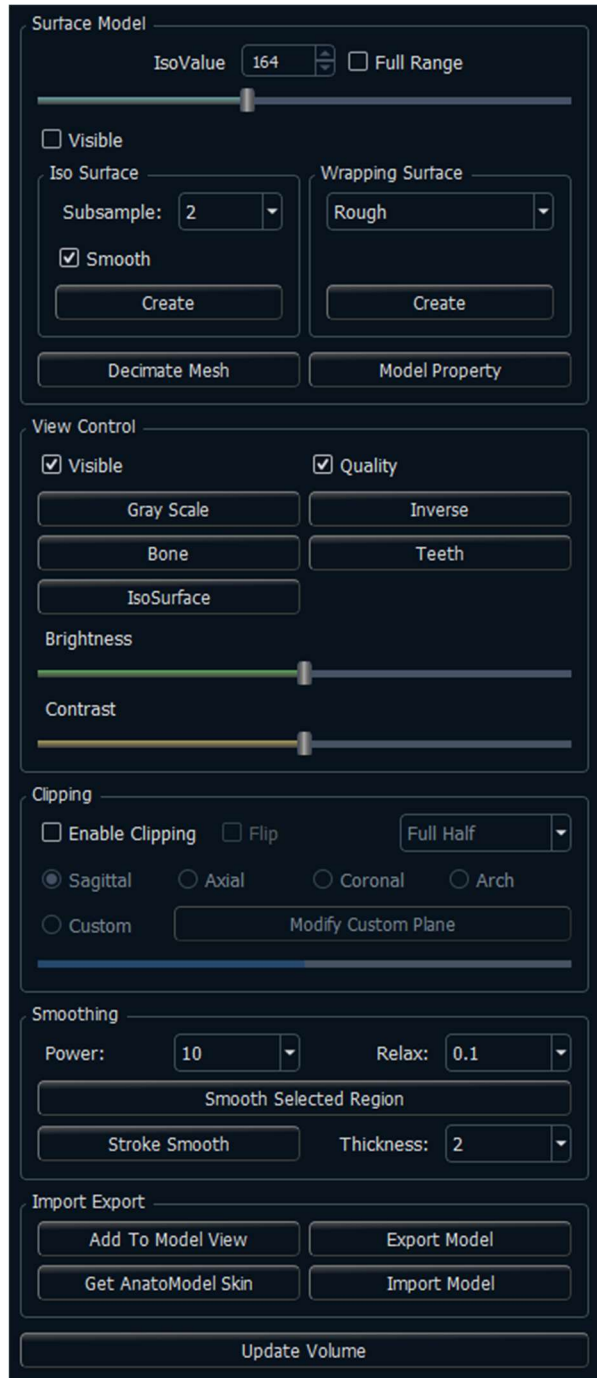 Surface Model
IsoValue 164 Full Range
Visible
Iso Surface Wrapping Surface
Subsample: 2 Rough
Smooth
Create Create
Decimate Mesh Model Property
View Control
Visible Quality
Gray Scale Inverse
Bone Teeth
IsoSurface
Brightness
Contrast
Clipping
Enable Clipping Flip Full Half
Sagittal Axial Coronal Arch
Custom Modify Custom Plane
Smoothing
Power: 10 Relax: 0.1
Smooth Selected Region
Stroke Smooth Thickness: 2
Import Export
Add To Model View Export Model
Get AnatoModel Skin Import Model
Update Volume